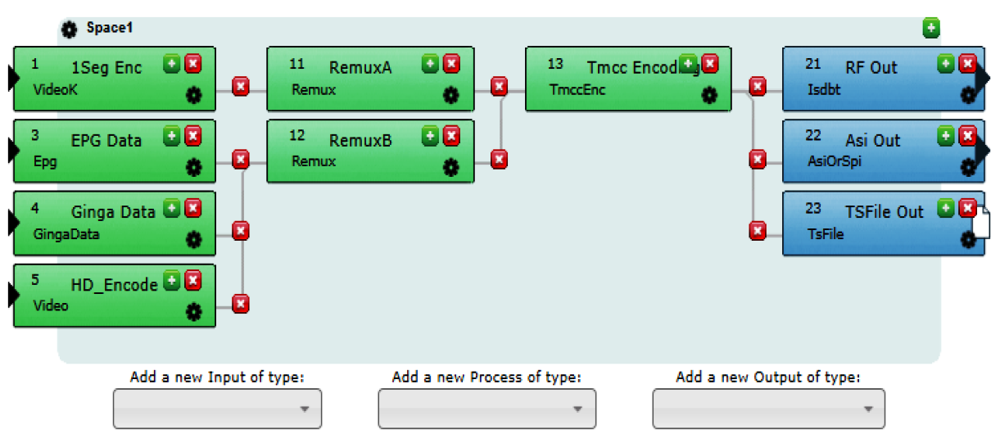 Space1
1 1Seg Enc
VideoK
11 RemuxA
Remux
13 Tmcc Encoding
TmccEnc
21 RF Out
Isdbt
3 EPG Data
Epg
12 RemuxB
Remux
22 Asi Out
AsiOrSpi
4 Ginga Data
GingaData
23 TSFile Out
TsFile
5 HD_Encode
Video
Add a new Input of type:
Add a new Process of type:
Add a new Output of type: